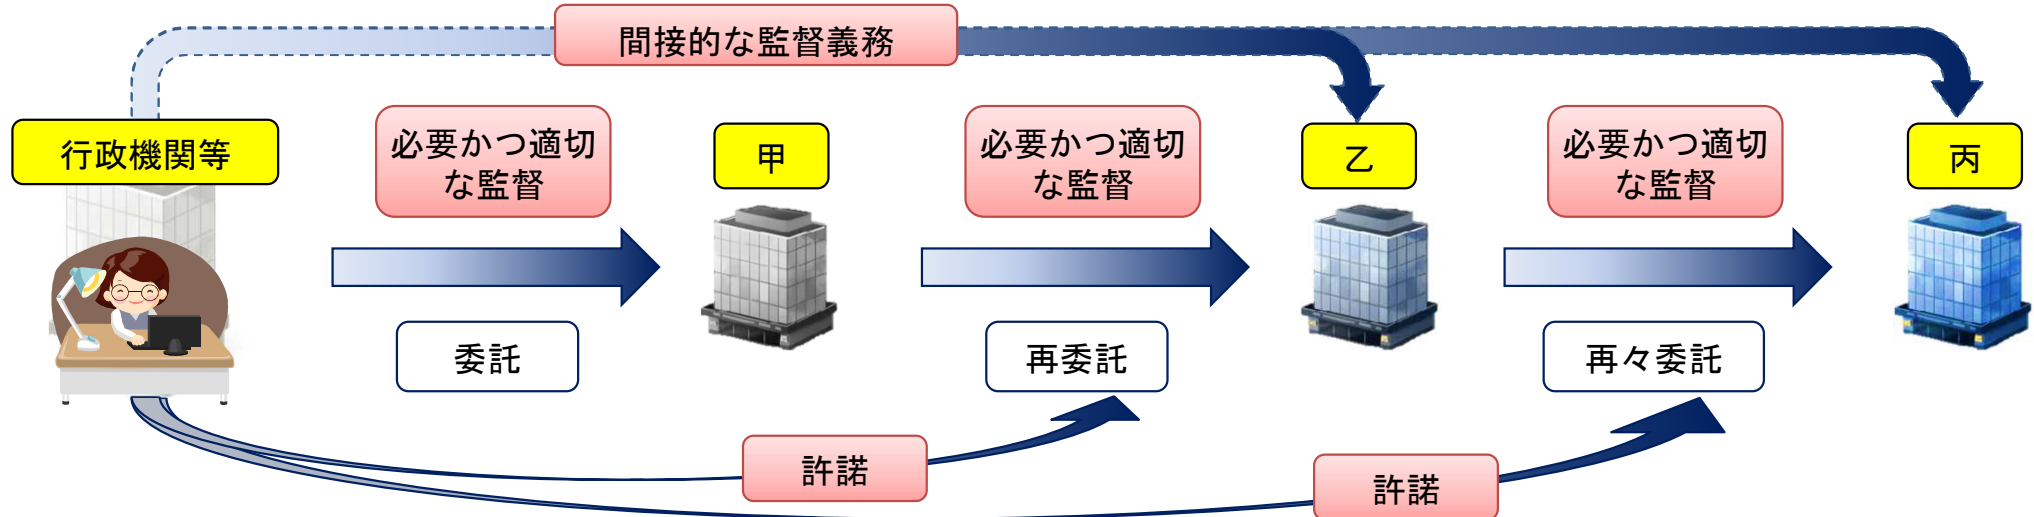 間接的な監督義務
行政機関等
必要かつ適切
な監督
甲
必要かつ適切
な監督
乙
必要かつ適切
な監督
丙
委託
再委託
再々委託
許諾
許諾